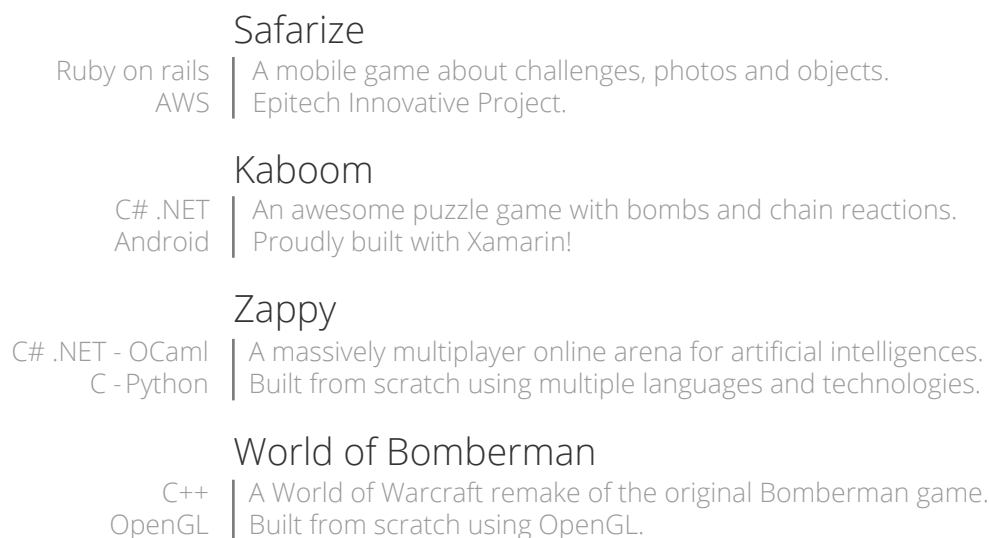 Safarize
Ruby on rails A mobile game about challenges, photos and objects.
AWS Epitech Innovative Project.
Kaboom
C# .NET An awesome puzzle game with bombs and chain reactions.
Android Proudly built with Xamarin!
Zappy
C# .NET - OCaml A massively multiplayer online arena for artificial intelligences.
C - Python Built from scratch using multiple languages and technologies.
World of Bomberman
C++ A World of Warcraft remake of the original Bomberman game.
OpenGL Built from scratch using OpenGL.